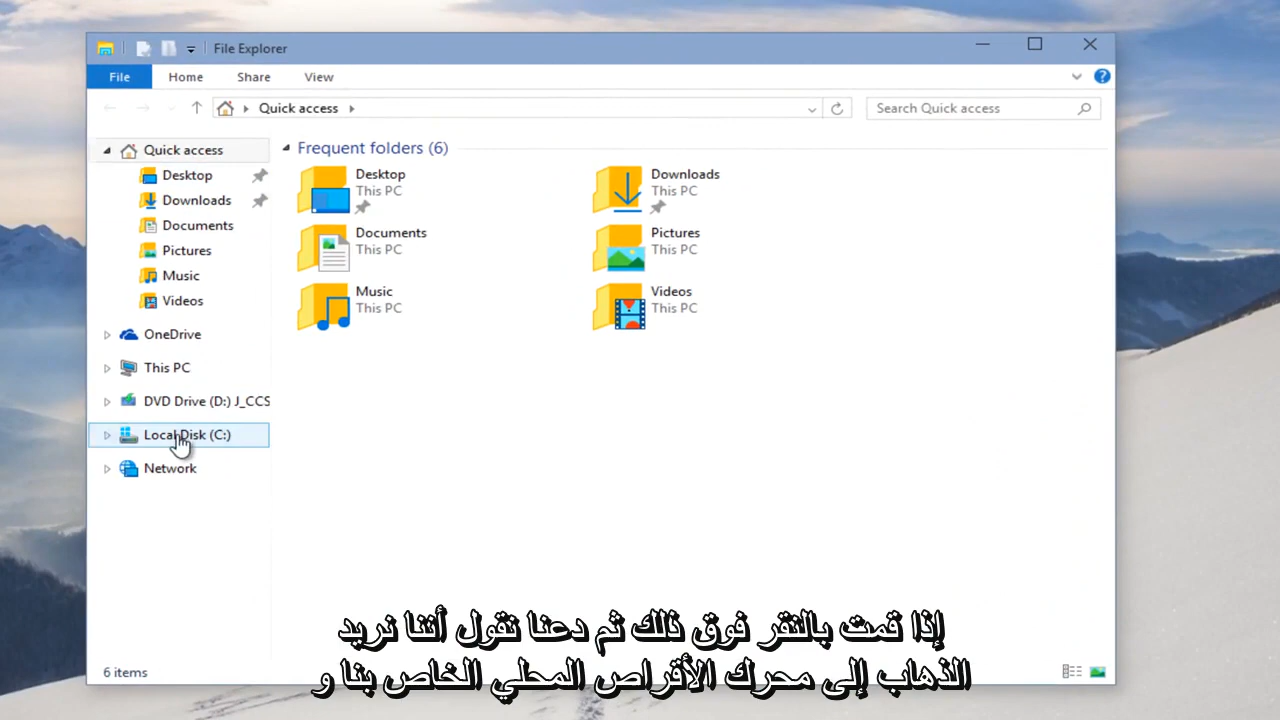 File Explorer
File Home Share View
Quick access
Search Quick access
Quick access
Desktop
Downloads
Documents
Pictures
Music
Videos
OneDrive
This PC
DVD Drive (D:) J_CCS
Local Disk (C:)
Network
Frequent folders (6)
Desktop
This PC
Downloads
This PC
Documents
This PC
Pictures
This PC
Music
This PC
Videos
This PC
6 items
إذا قمت بالنقر فوق ذلك ثم دعنا نقول أننا نريد
الذهاب إلى محرك الأقراص المحلي الخاص بنا و